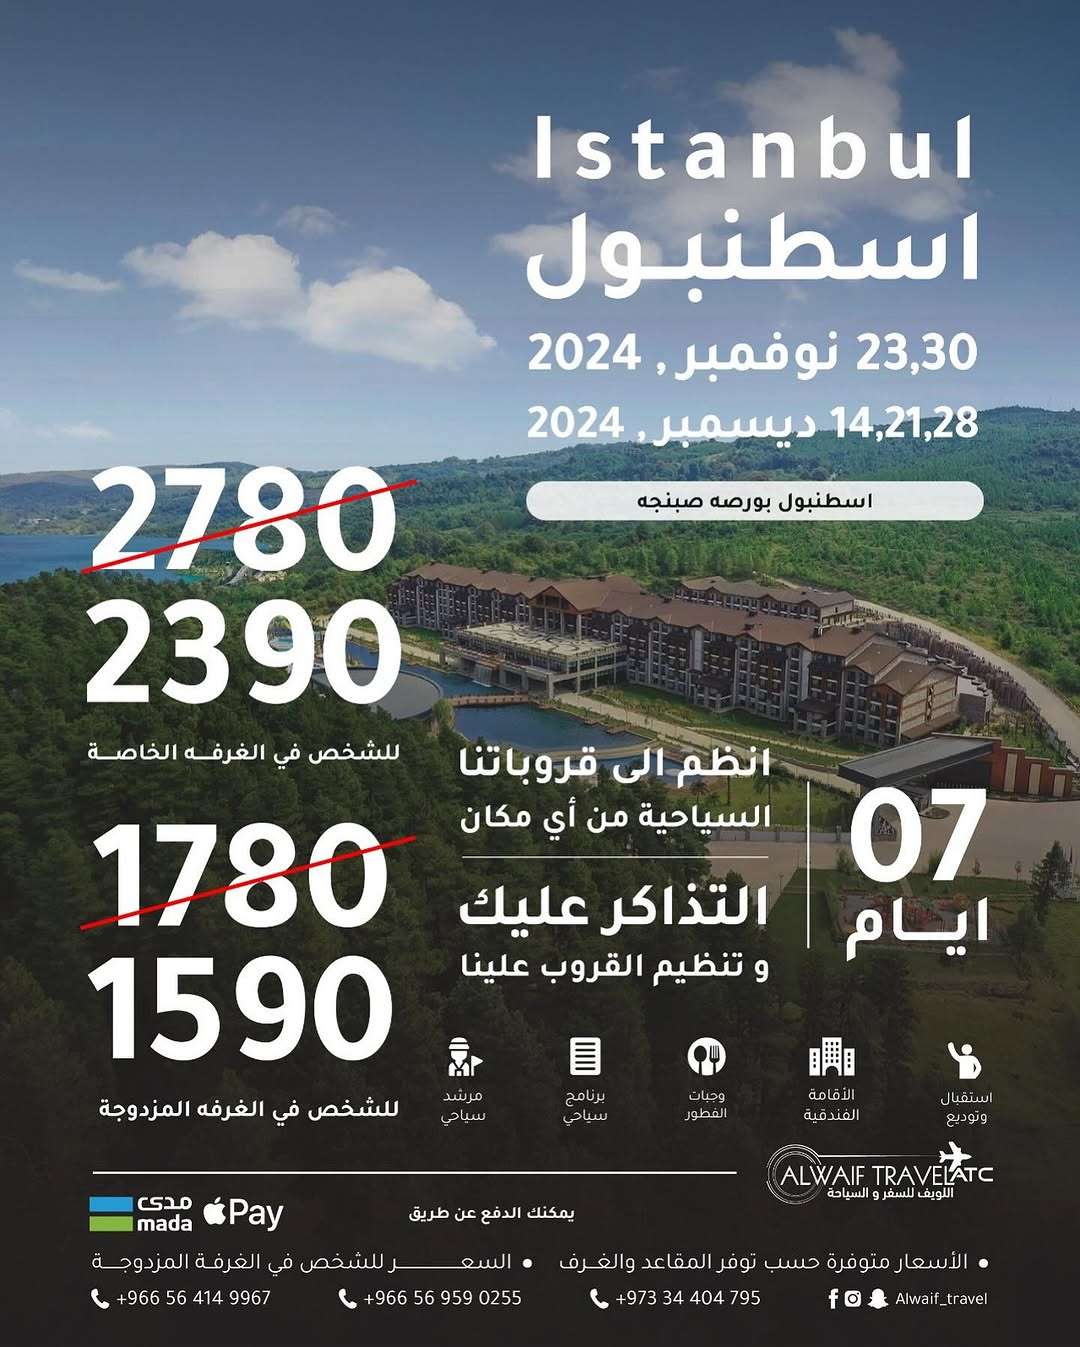 Istanbul
اسطنبول
23,30 نوفمبر , 2024
14,21,28 ديسمبر , 2024
اسطنبول بورصه صبنجه
2780
2390
للشخص في الغرفه الخاصة
1780
1590
للشخص في الغرفه المزدوجة
انظم الى قروباتنا
السياحية من أي مكان
التذاكر عليك
و تنظيم القروب علينا
07
ايام
استقبال
وتوديع
الأقامة
الفندقية
وجبات
الفطور
برنامج
سياحي
مرشد
سياحي
ALWAIF TRAVEL ATC
اللويف للسفر و السياحة
يمكنك الدفع عن طريق
Pay
مدى
mada
• الأسعار متوفرة حسب توفر المقاعد والغرف
• السعر للشخص في الغرفة المزدوجة
+966 56 414 9967
+966 56 959 0255
+973 34 404 795
Alwaif_travel